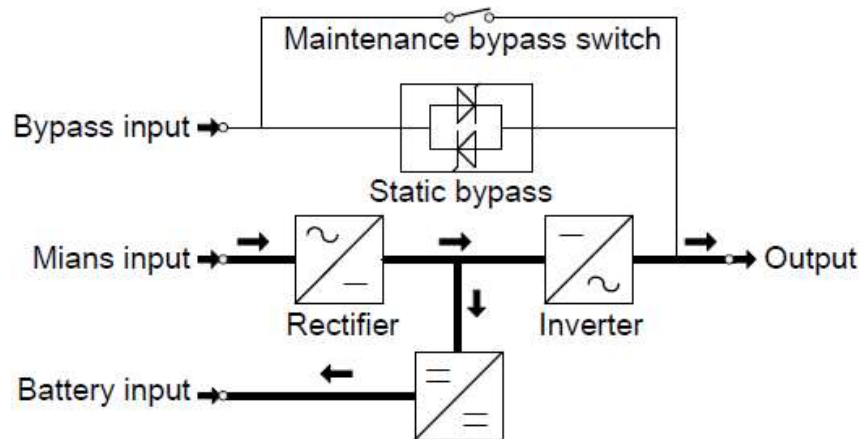 Maintenance bypass switch
Bypass input
Static bypass
Mians input
Output
Rectifier
Inverter
Battery input